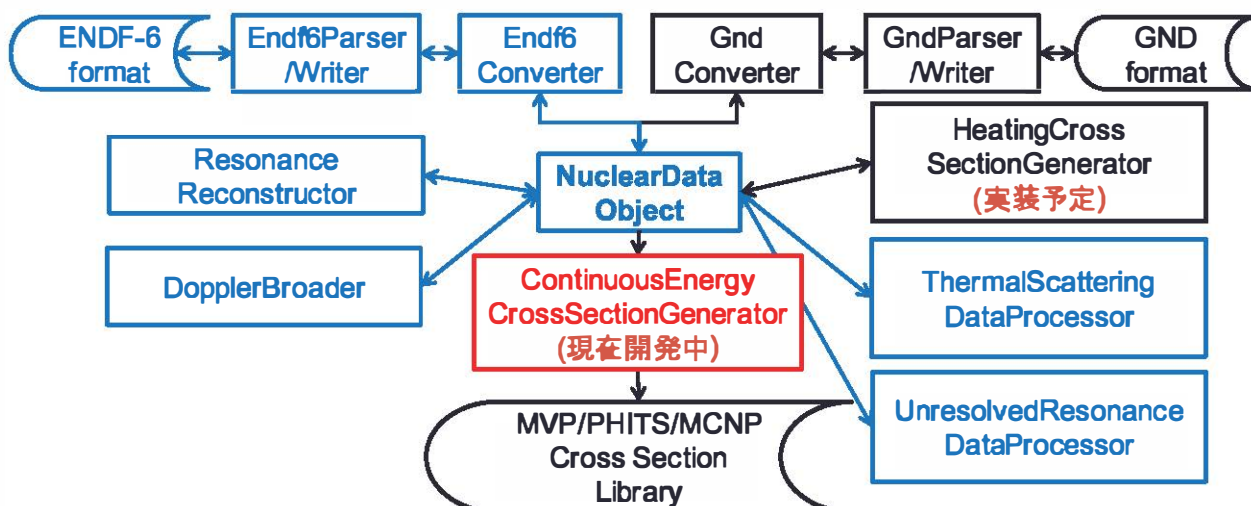 ENDF-6
format
Endf6Parser
/Writer
Endf6
Converter
Gnd
Converter
GndParser
/Writer
GND
format
Resonance
Reconstructor
NuclearData
Object
HeatingCross
SectionGenerator
(実装予定)
DopplerBroader
ContinuousEnergy
CrossSectionGenerator
(現在開発中)
ThermalScattering
DataProcessor
MVP/PHITS/MCNP
Cross Section
Library
UnresolvedResonance
DataProcessor